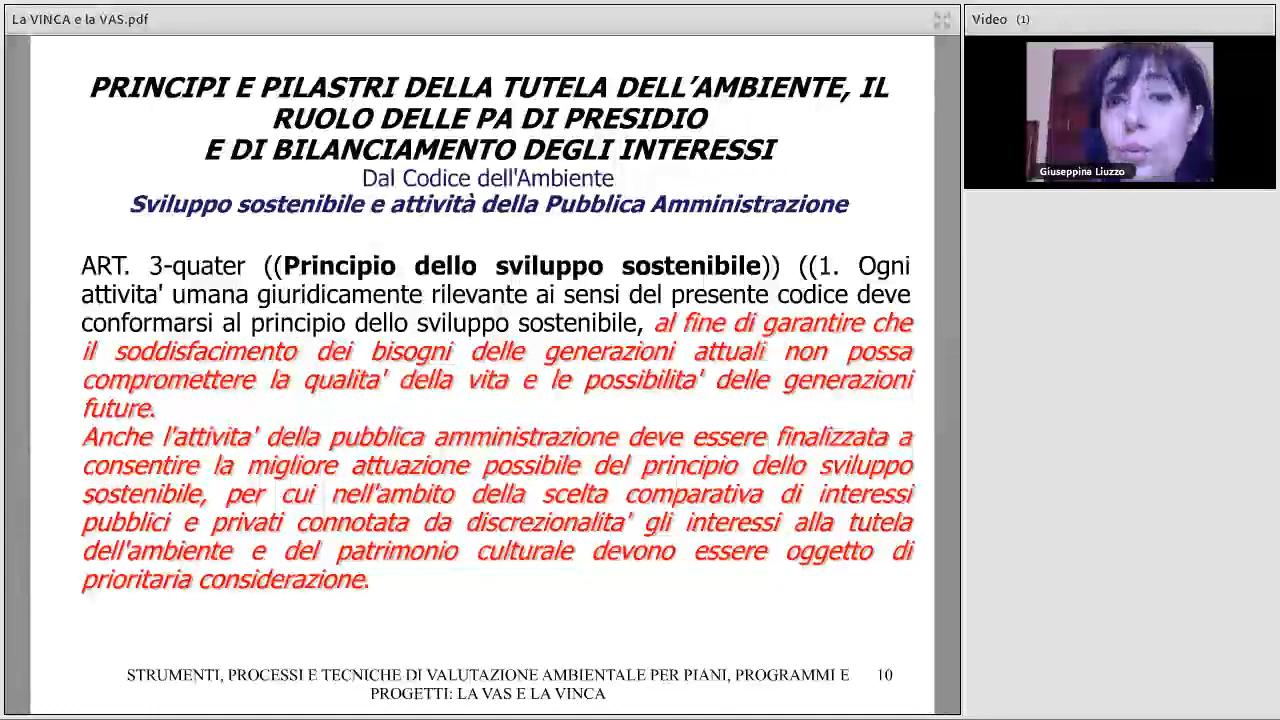 La VINCA e la VAS.pdf
Video (1)
Giuseppina Liuzzo
PRINCIPI E PILASTRI DELLA TUTELA DELL’AMBIENTE, IL
RUOLO DELLE PA DI PRESIDIO
E DI BILANCIAMENTO DEGLI INTERESSI
Dal Codice dell'Ambiente
Sviluppo sostenibile e attività della Pubblica Amministrazione
ART. 3-quater ((Principio dello sviluppo sostenibile)) ((1. Ogni
attivita' umana giuridicamente rilevante ai sensi del presente codice deve
conformarsi al principio dello sviluppo sostenibile, al fine di garantire che
il soddisfacimento dei bisogni delle generazioni attuali non possa
compromettere la qualita' della vita e le possibilita' delle generazioni
future.
Anche l'attivita' della pubblica amministrazione deve essere finalizzata a
consentire la migliore attuazione possibile del principio dello sviluppo
sostenibile, per cui nell'ambito della scelta comparativa di interessi
pubblici e privati connotata da discrezionalita' gli interessi alla tutela
dell'ambiente e del patrimonio culturale devono essere oggetto di
prioritaria considerazione.
STRUMENTI, PROCESSI E TECNICHE DI VALUTAZIONE AMBIENTALE PER PIANI, PROGRAMMI E
PROGETTI: LA VAS E LA VINCA
10